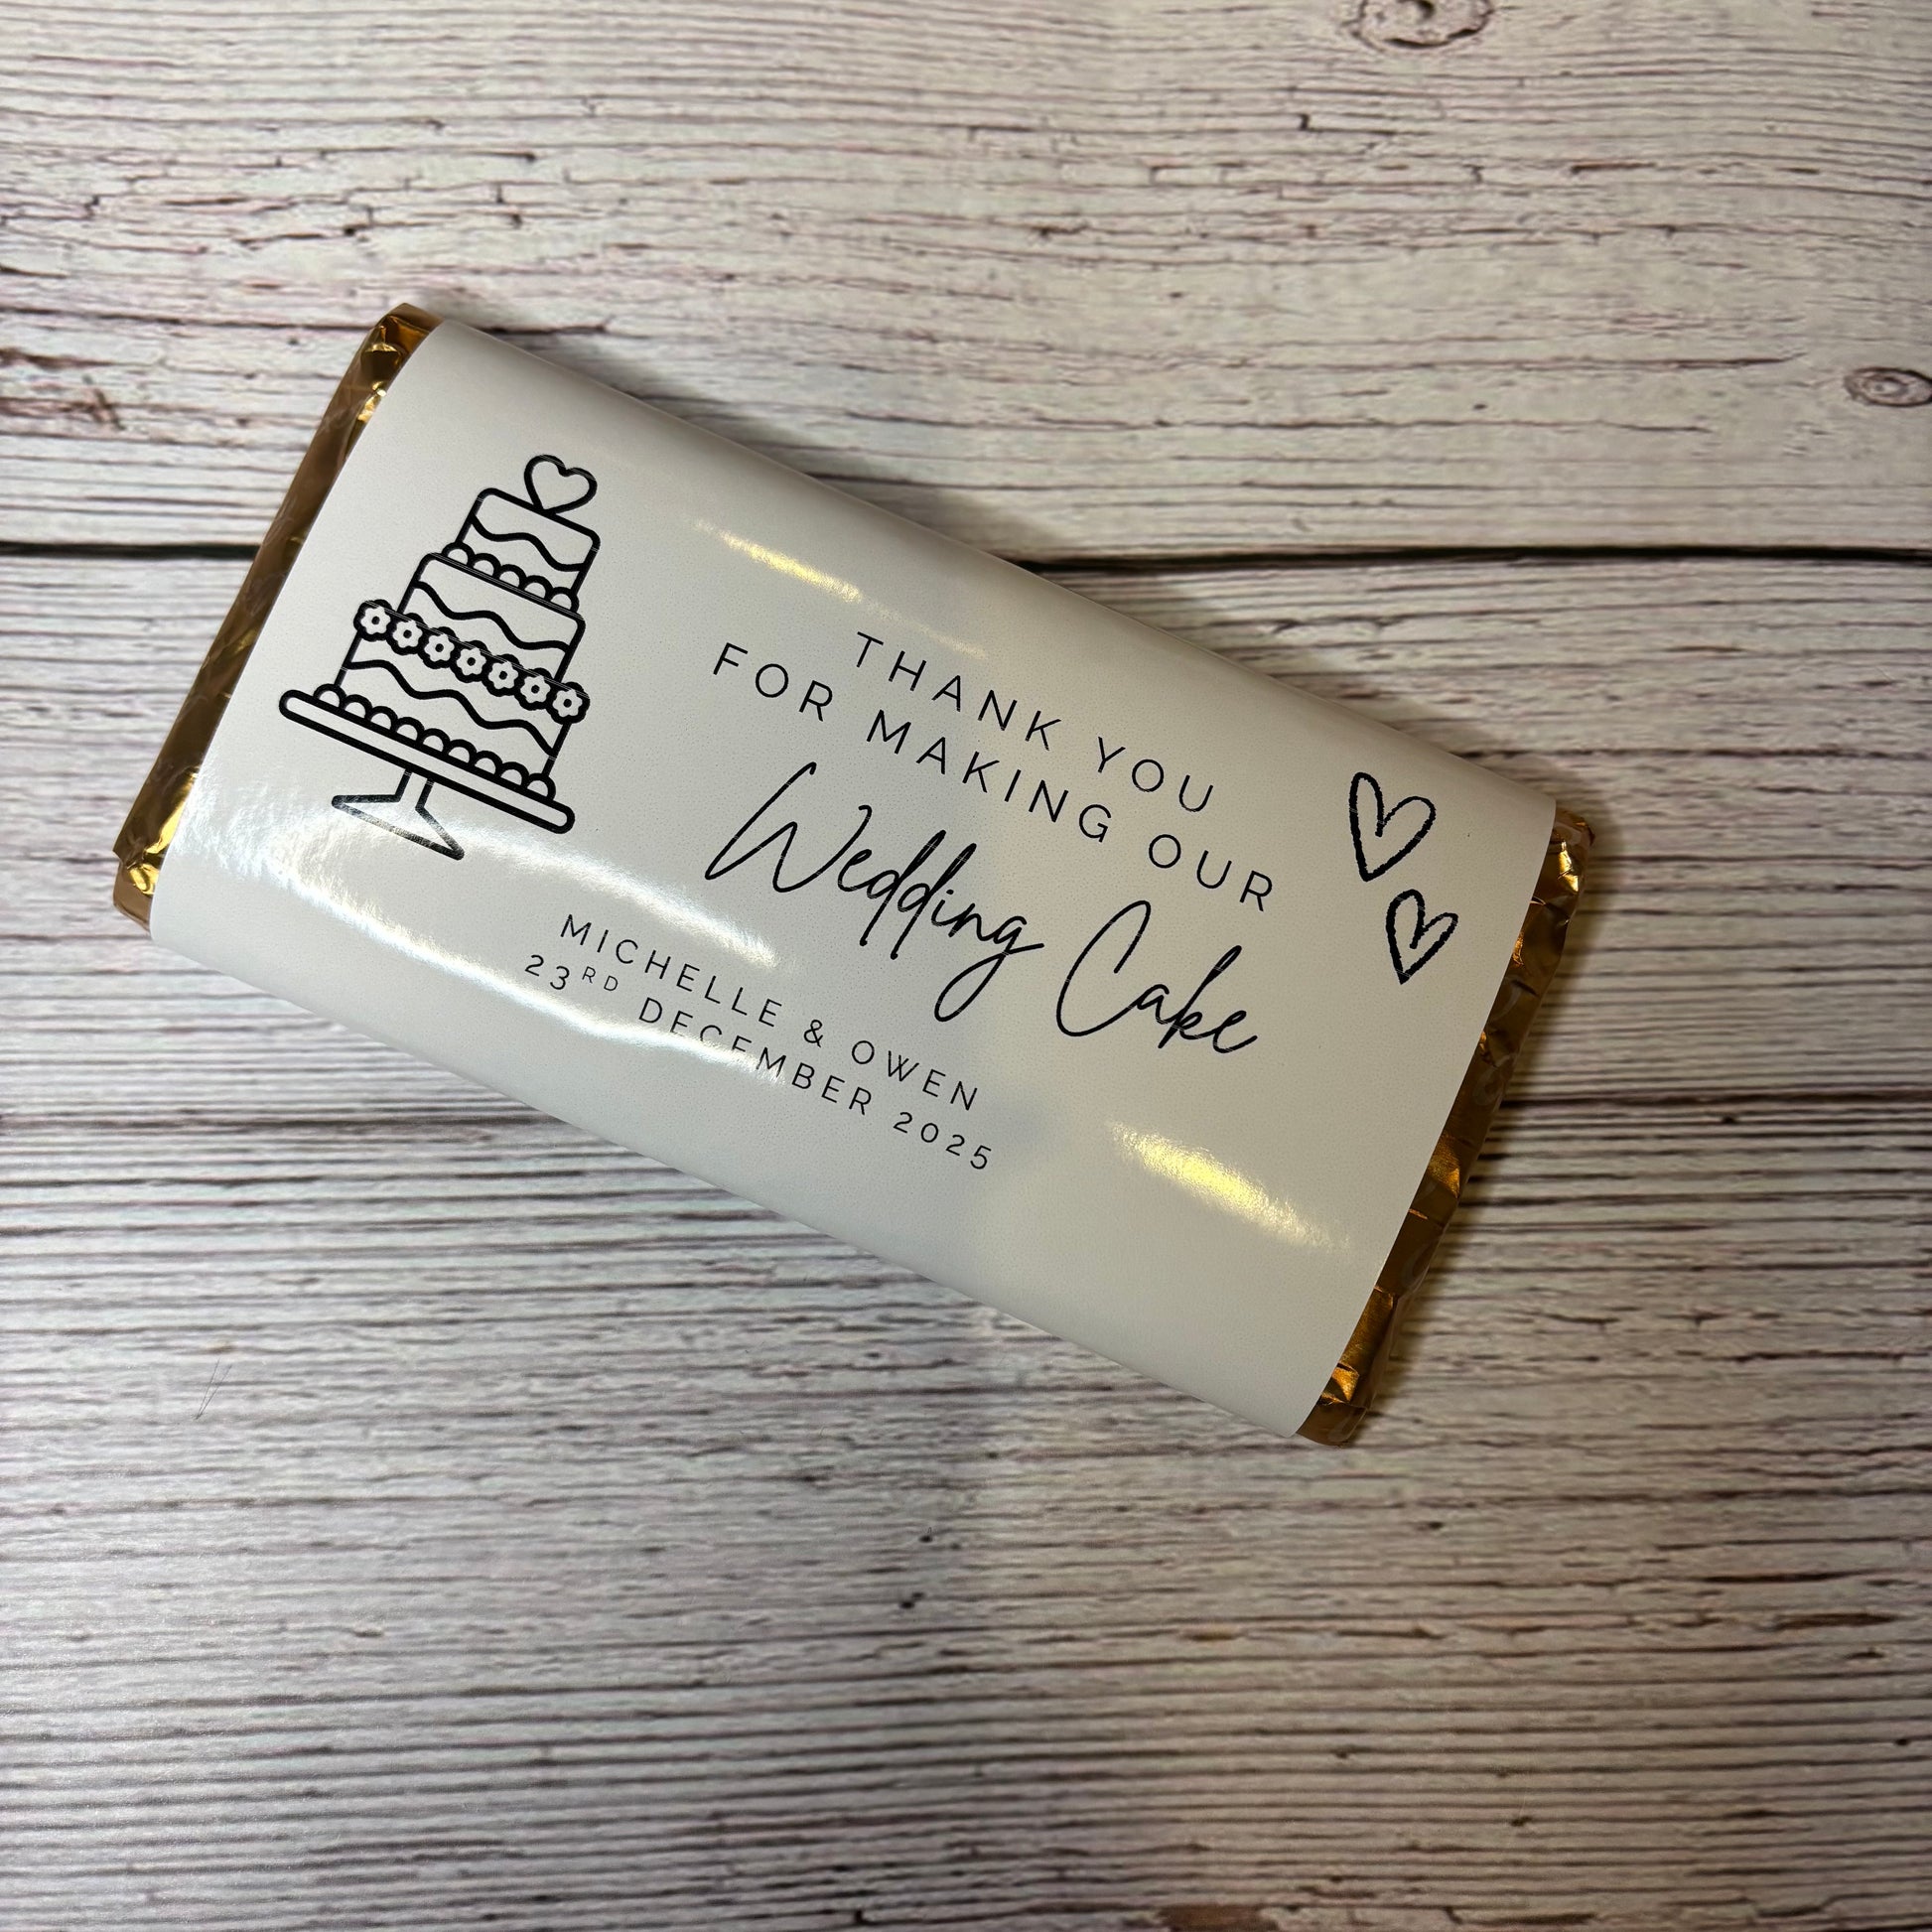 THANK YOU
FOR MAKING OUR
Wedding Cake
MICHELLE & OWEN
23RD DECEMBER 2025